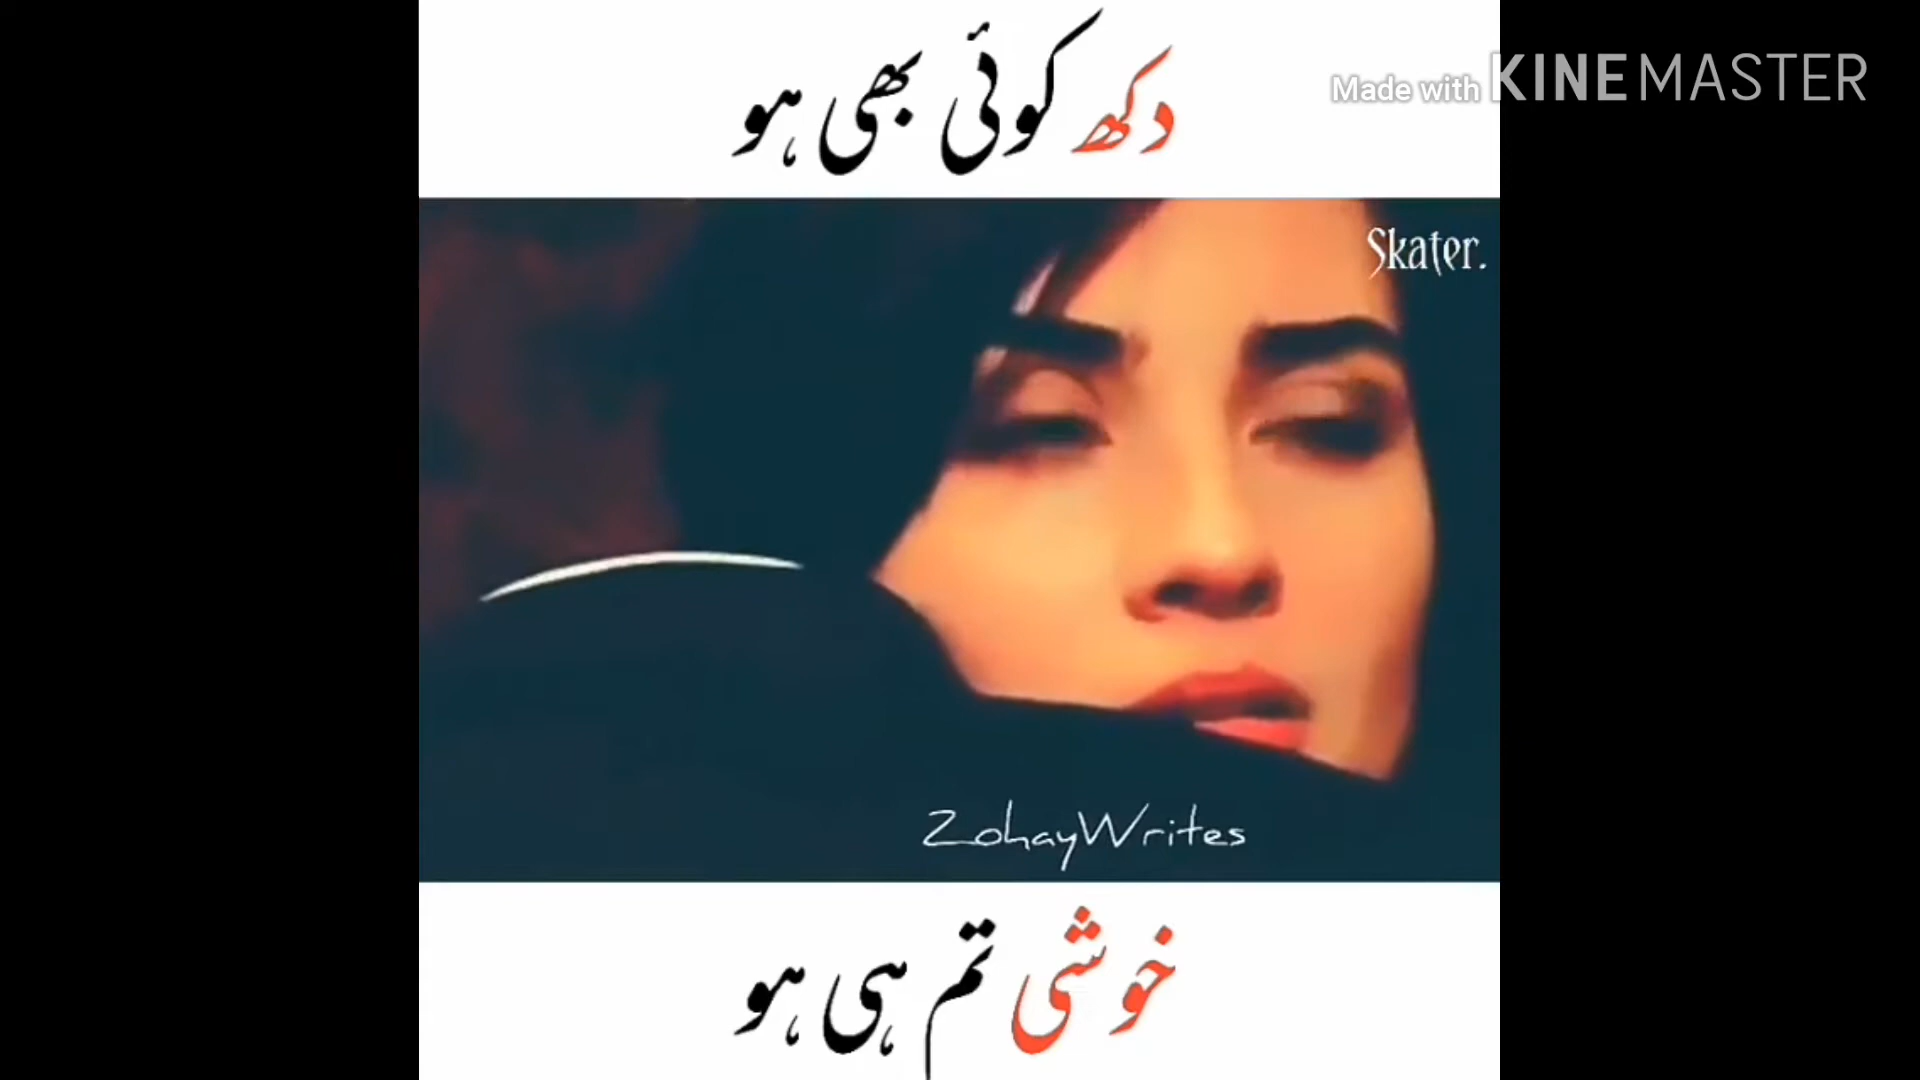 دکھ کوئی بھی ہو
Made with KINEMASTER
Skater.
ZohayWrites
خوشی تم ہی ہو